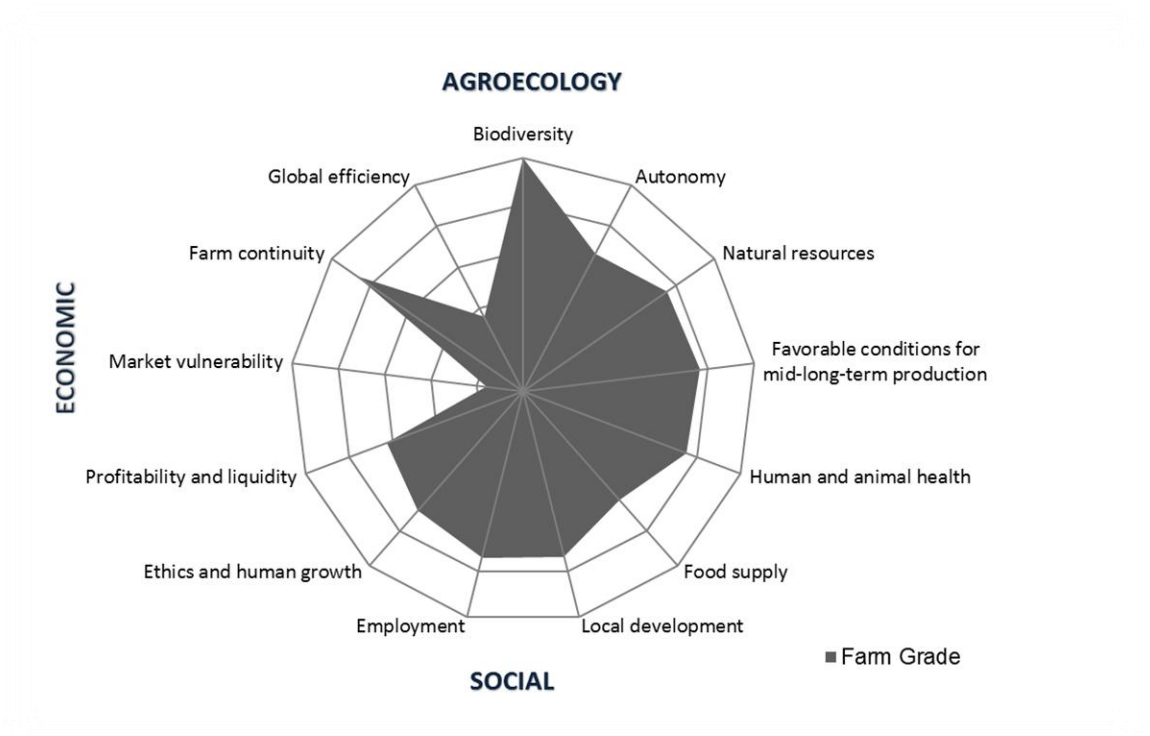 AGROECOLOGY
Biodiversity
Global efficiency
Autonomy
Farm continuity
Natural resources
ECONOMIC
Market vulnerability
Favorable conditions for
mid-long-term production
Profitability and liquidity
Human and animal health
Ethics and human growth
Food supply
Employment
Local development
Farm Grade
SOCIAL